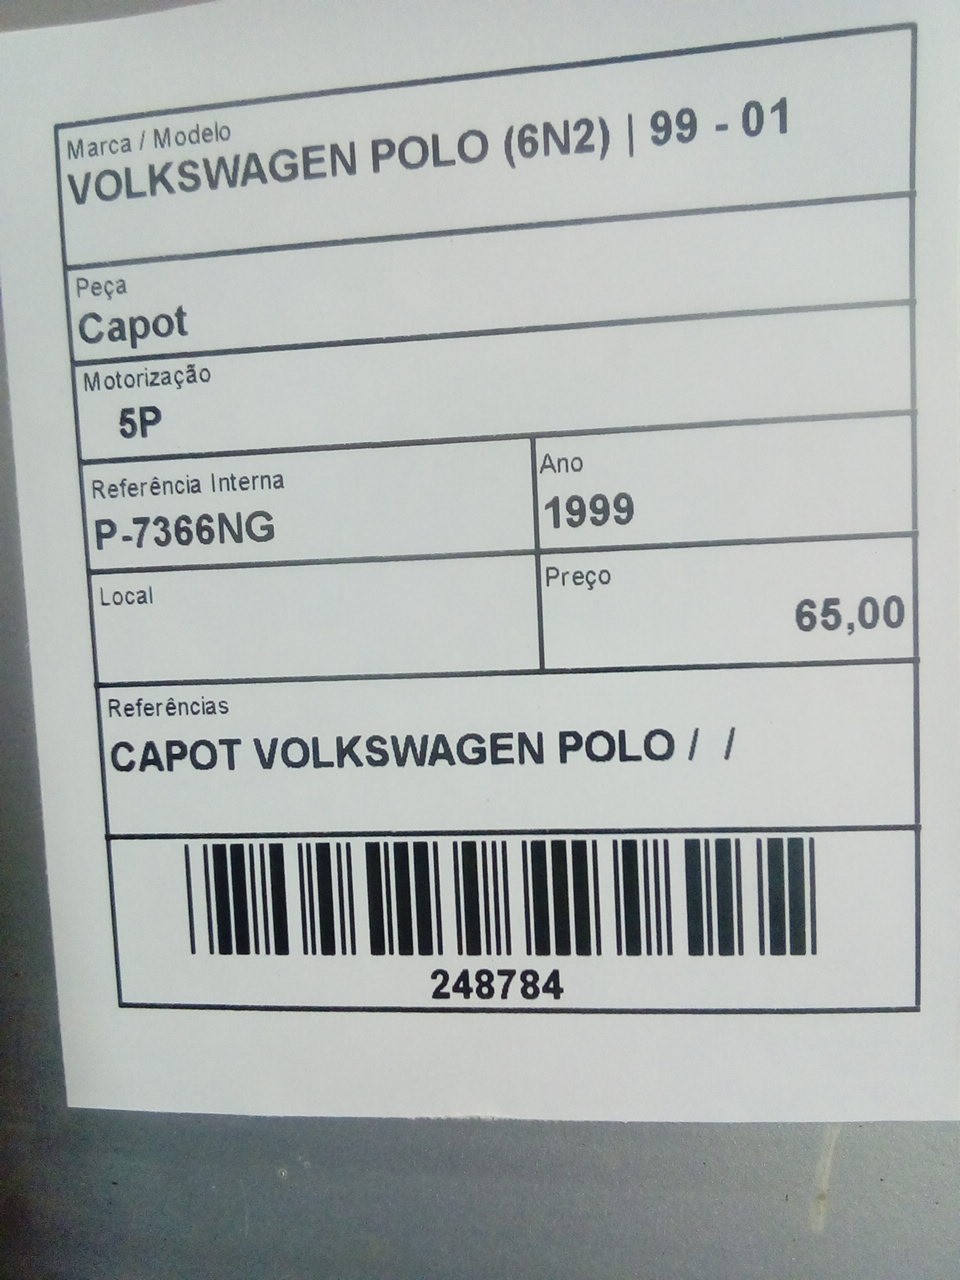 Marca / Modelo
VOLKSWAGEN POLO (6N2) | 99 - 01
Peça
Capot
Motorização
5P
Referência Interna
P-7366NG
Ano
1999
Local
Preço
65,00
Referências
CAPOT VOLKSWAGEN POLO / /
248784